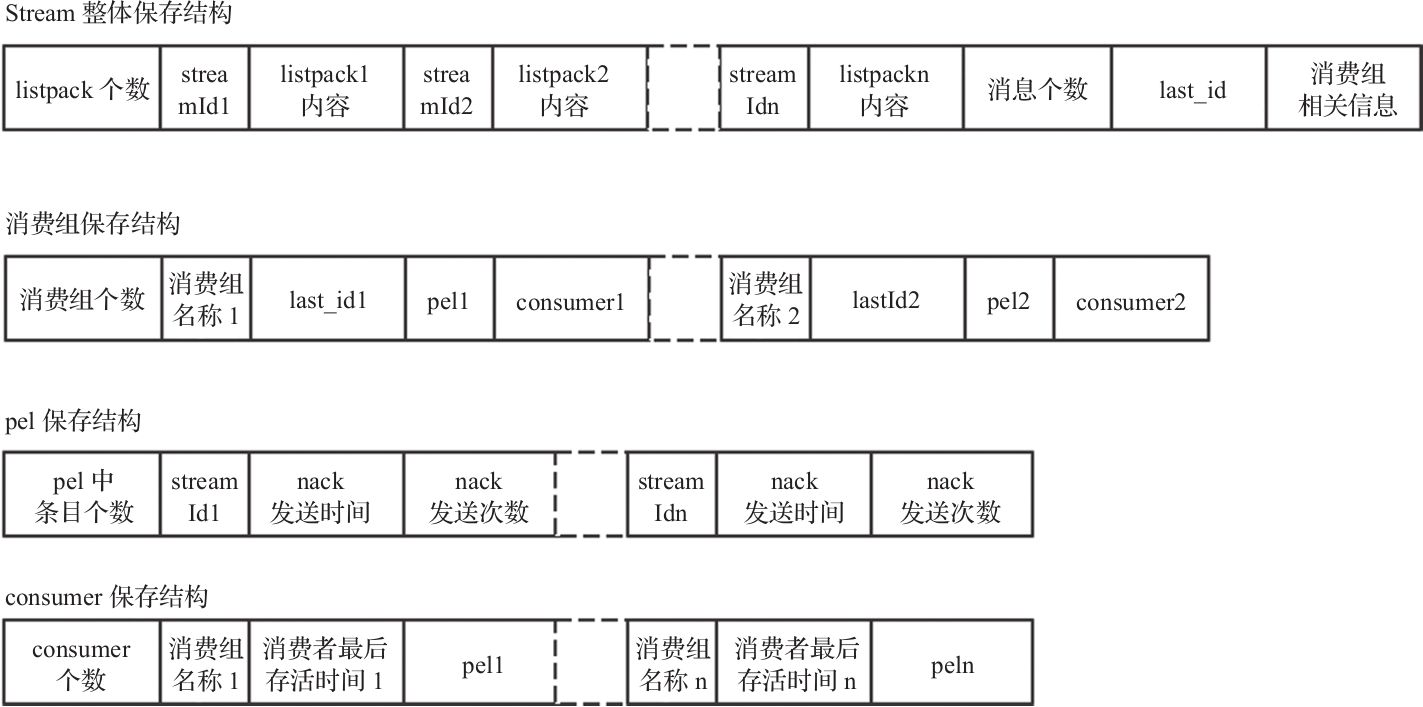 Stream 整体保存结构
listpack 个数
strea
mId1
listpack1
内容
strea
mId2
listpack2
内容
stream
Idn
listpackn
内容
消息个数
last_id
消费组
相关信息
消费组保存结构
消费组个数
消费组
名称 1
last_id1
pel1
consumer1
消费组
名称 2
lastId2
pel2
consumer2
pel 保存结构
pel 中
条目个数
stream
Id1
nack
发送时间
nack
发送次数
stream
Idn
nack
发送时间
nack
发送次数
consumer 保存结构
consumer
个数
消费组
名称 1
消费者最后
存活时间 1
pel1
消费组
名称 n
消费者最后
存活时间 n
peln